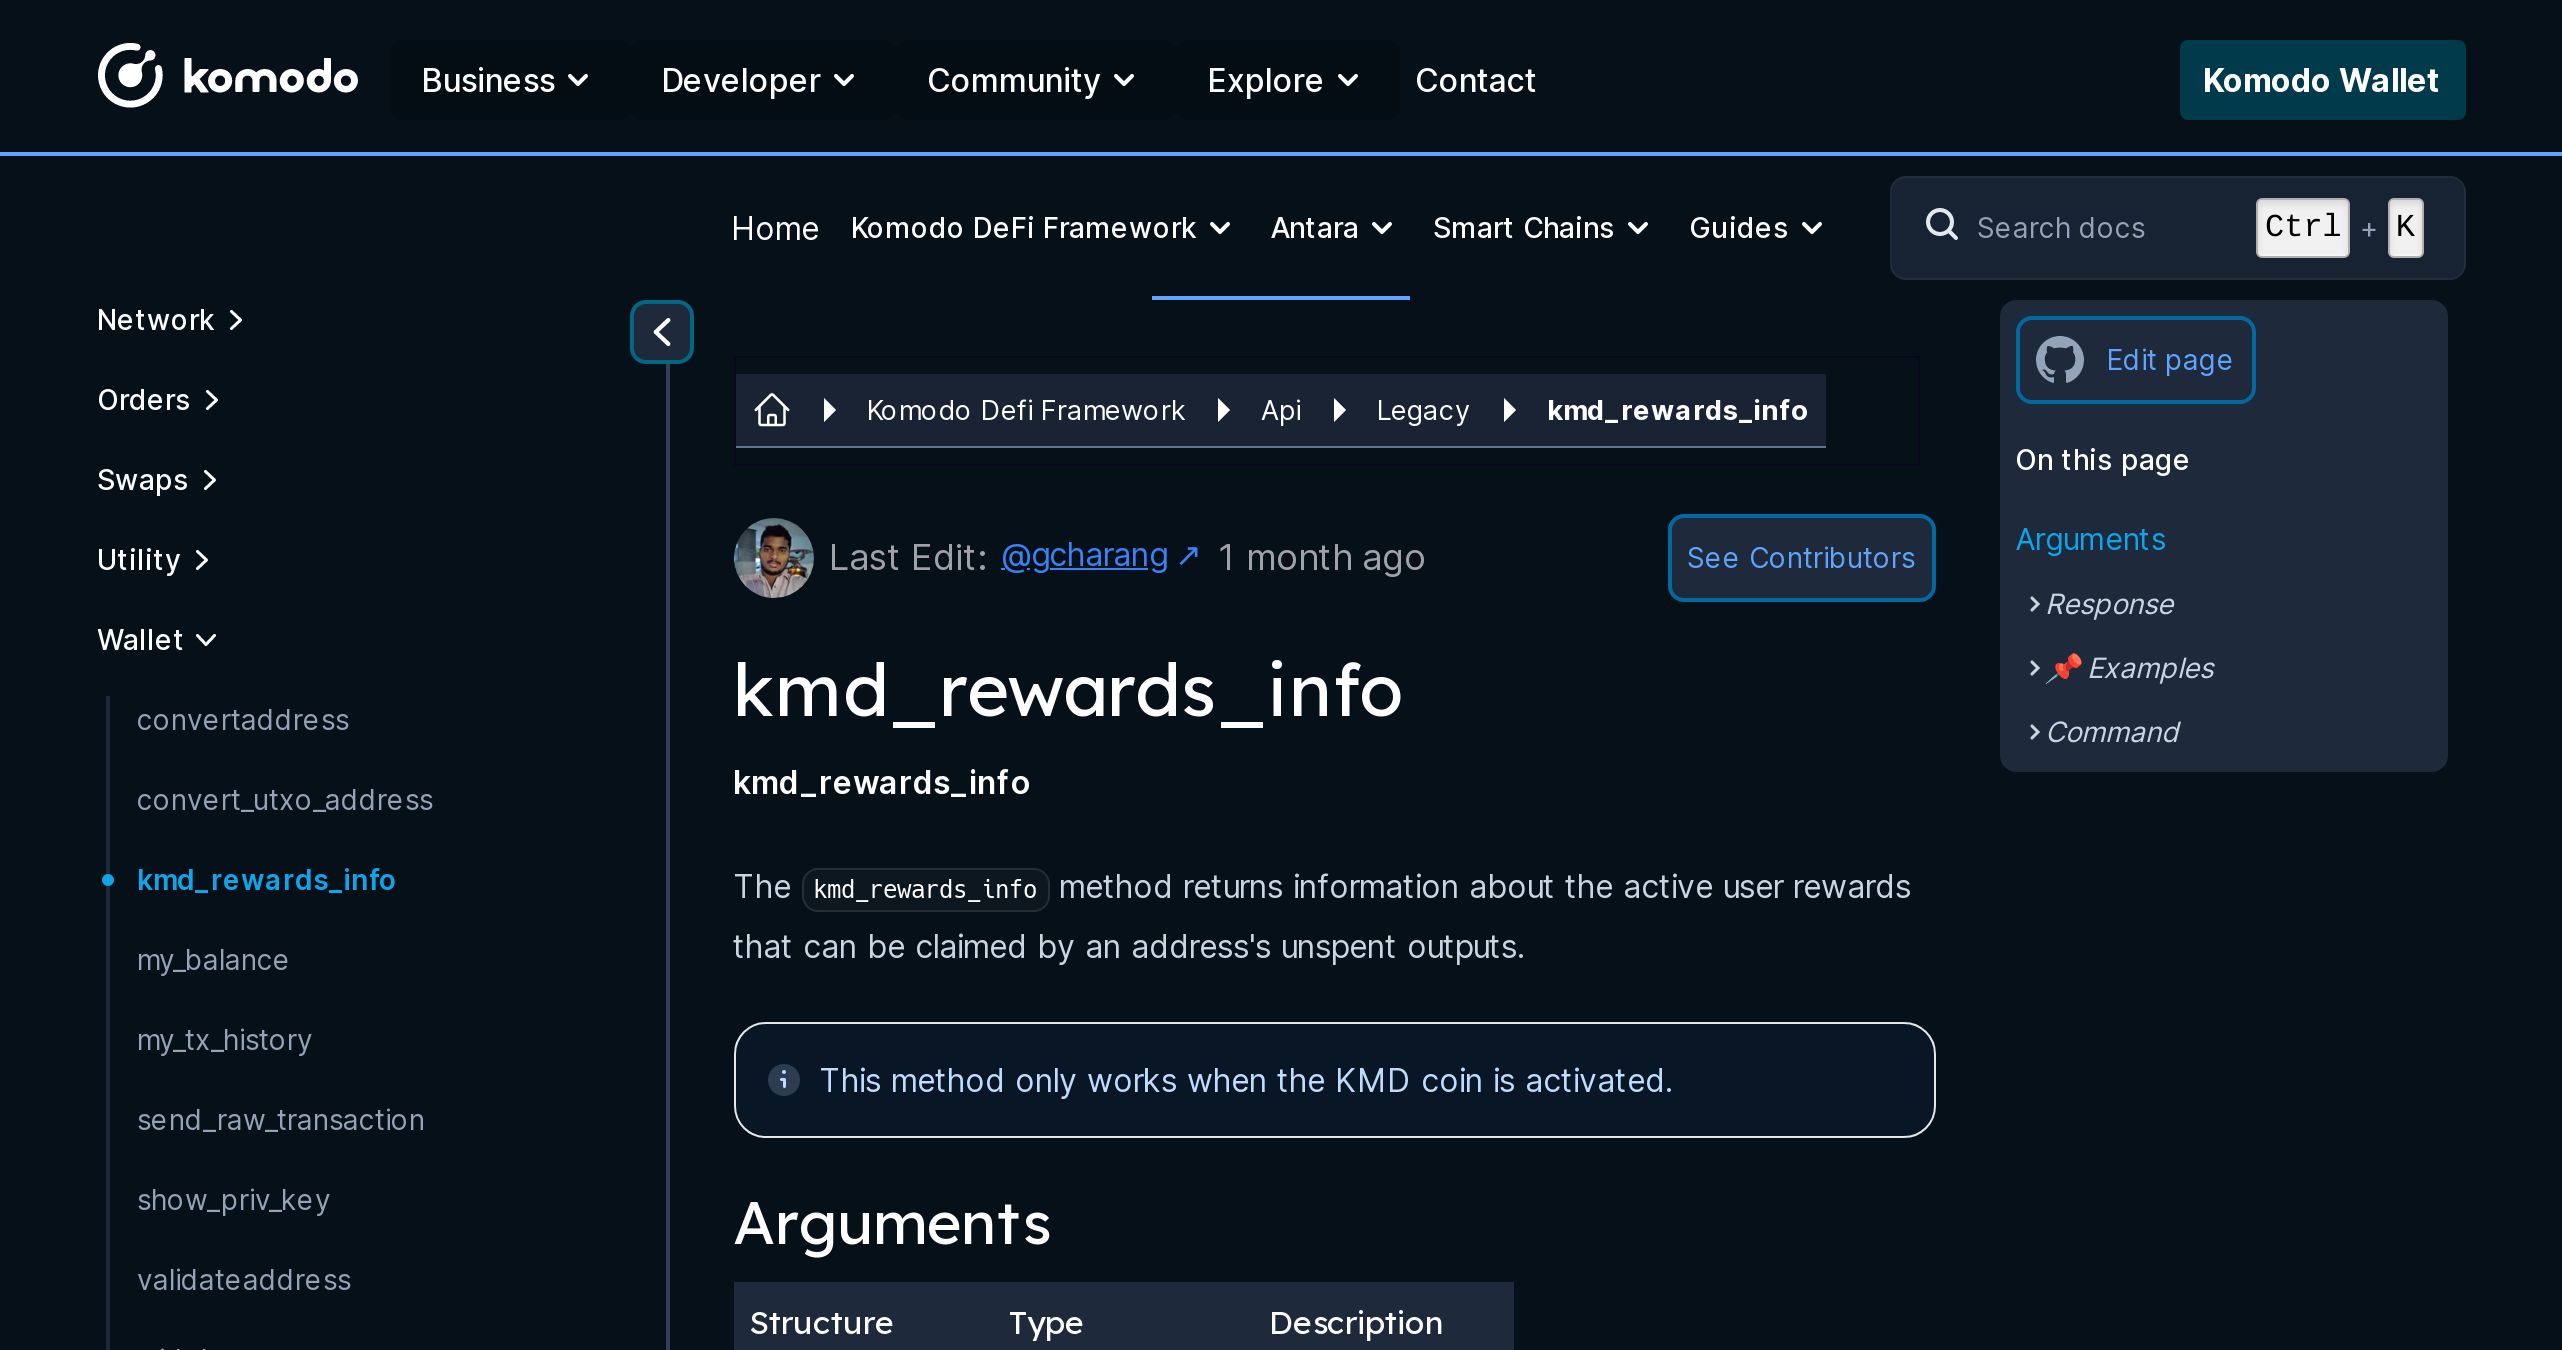 komodo
Business
Developer
Community
Explore
Contact
Komodo Wallet
Home
Komodo DeFi Framework
Antara
Smart Chains
Guides
Search docs
Ctrl + K
Network
Orders
Swaps
Utility
Wallet
convertaddress
convert_utxo_address
kmd_rewards_info
my_balance
my_tx_history
send_raw_transaction
show_priv_key
validateaddress
Komodo Defi Framework
Api
Legacy
kmd_rewards_info
Last Edit: @gcharang ↗ 1 month ago
See Contributors
kmd_rewards_info
kmd_rewards_info
The kmd_rewards_info method returns information about the active user rewards
that can be claimed by an address's unspent outputs.
This method only works when the KMD coin is activated.
Arguments
Structure Type Description
Edit page
On this page
Arguments
Response
📌 Examples
Command